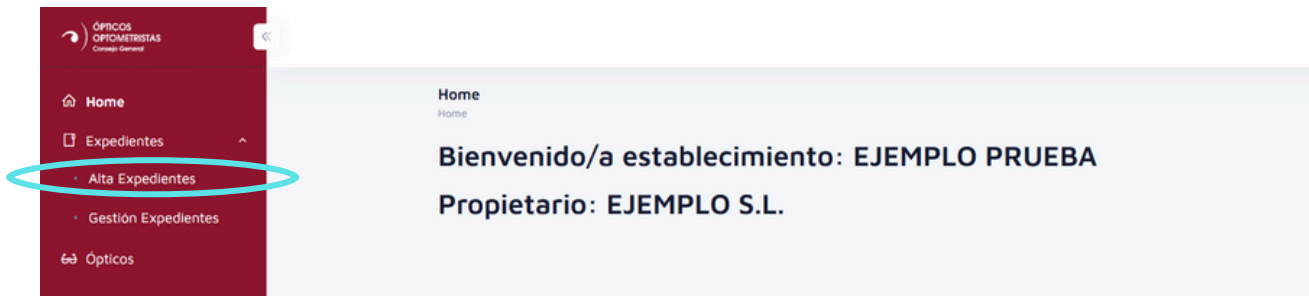 ÓPTICOS
OPTOMETRISTAS
Consejo General
Home
Expedientes
Alta Expedientes
Gestión Expedientes
Ópticos
Home
Home
Bienvenido/a establecimiento: EJEMPLO PRUEBA
Propietario: EJEMPLO S.L.